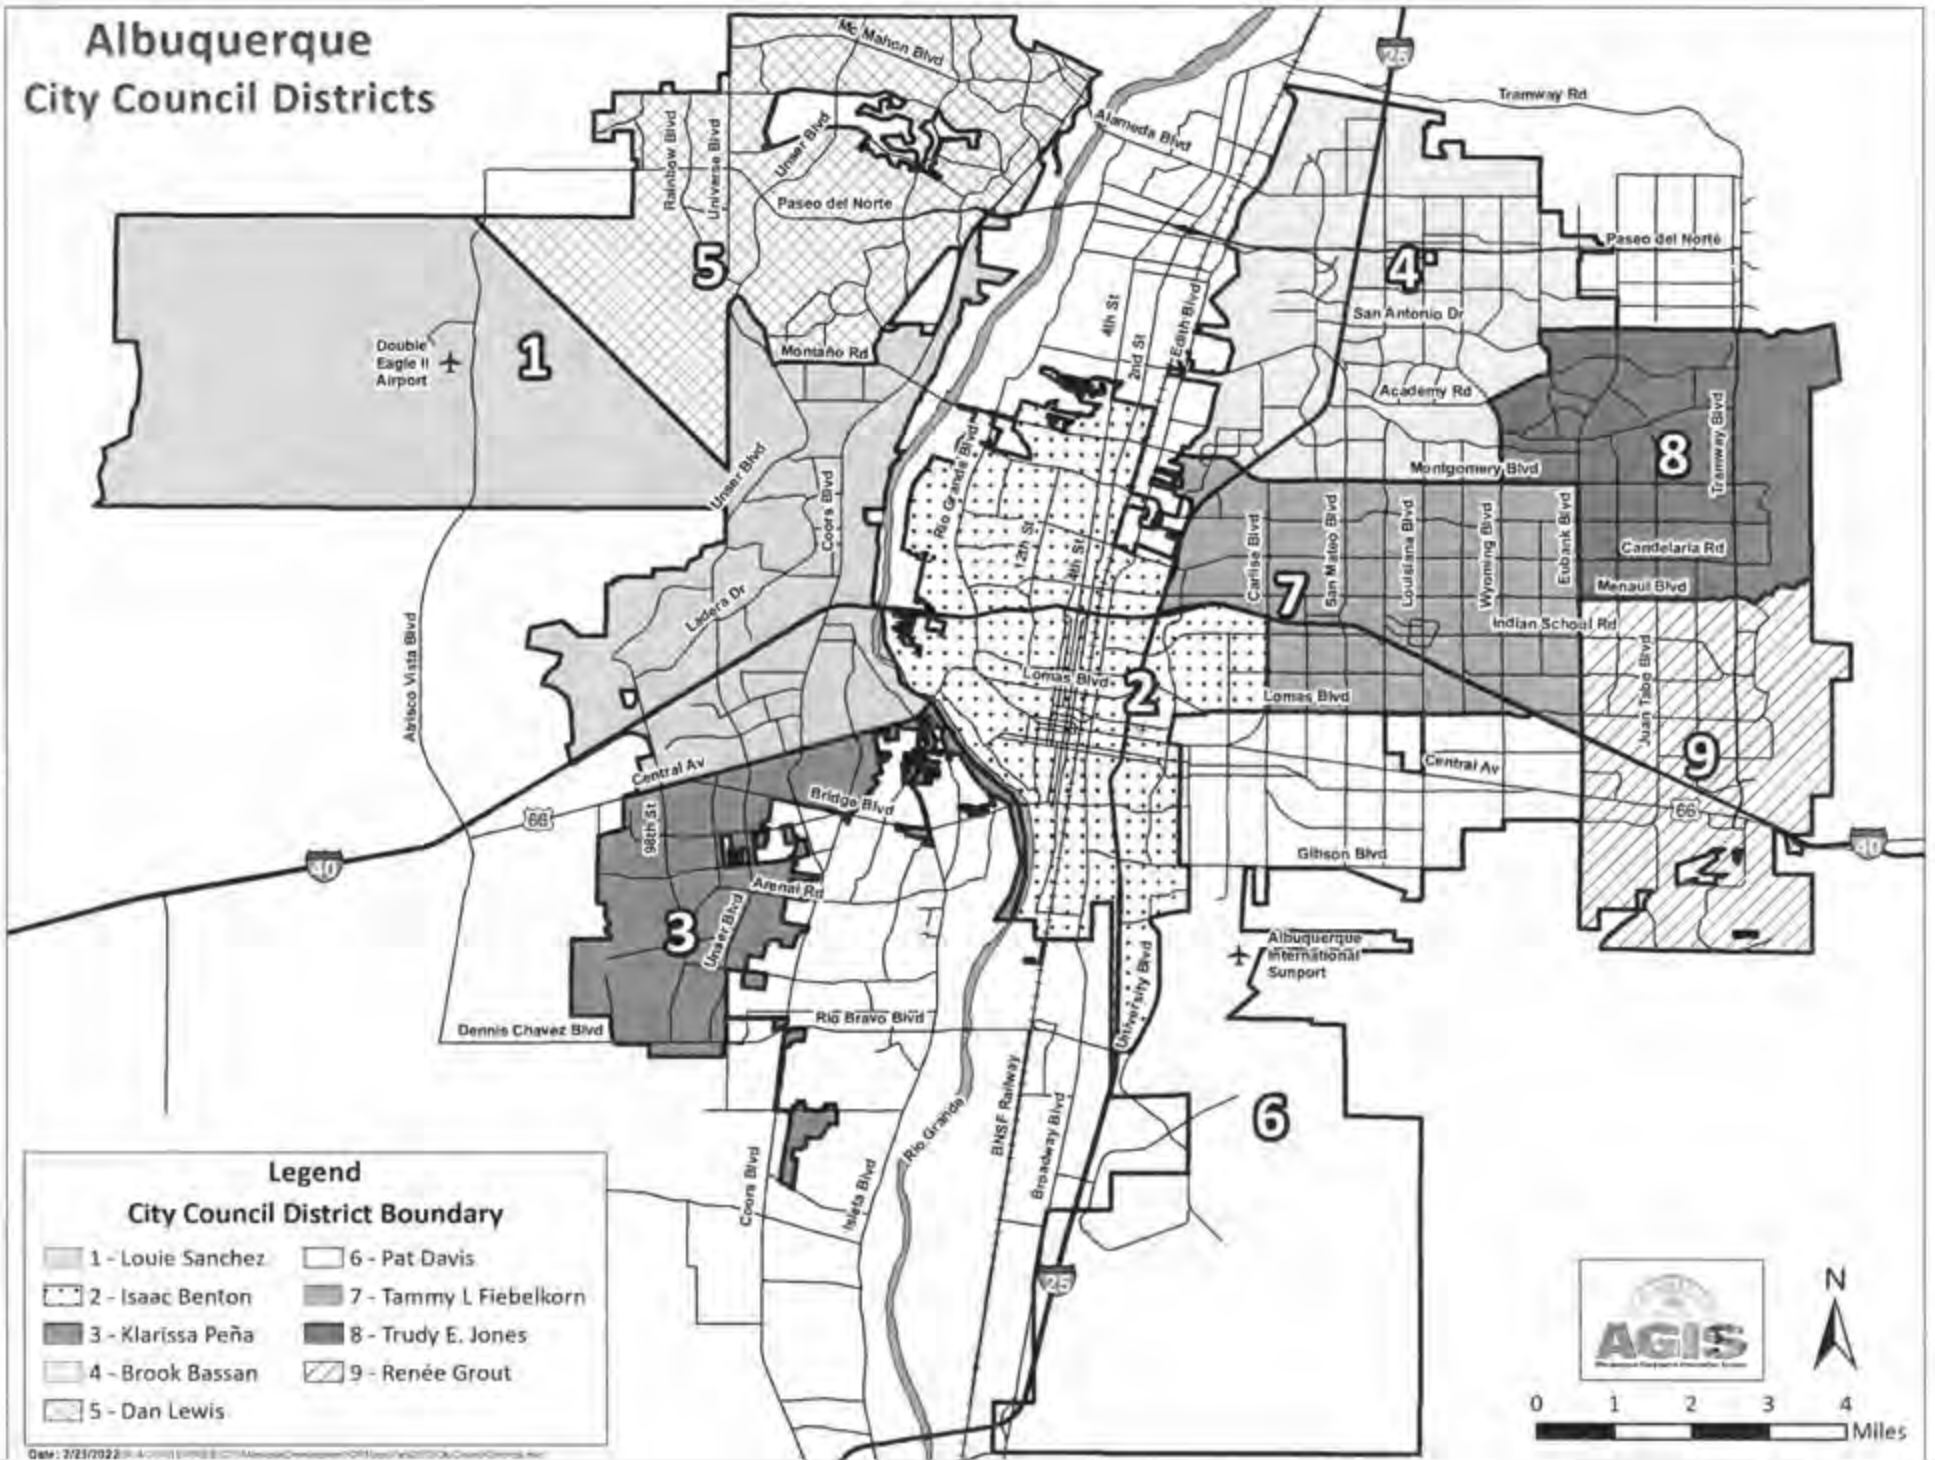 Albuquerque
City Council Districts
Mc Mahon Blvd
25
Tramway Rd
Alameda Blvd
Rainbow Blvd
Universe Blvd
Unser Blvd
Paseo del Norte
Paseo del Norte
5
4
4th St
2nd St
Edith Blvd
San Antonio Dr
Double
Eagle II
Airport
1
Montaño Rd
Academy Rd
Tramway Blvd
8
Rio Grande Blvd
Montgomery Blvd
Unser Blvd
Coors Blvd
12th St
4th St
Carlisle Blvd
San Mateo Blvd
Louisiana Blvd
Wyoming Blvd
Eubank Blvd
Candelaria Rd
Menaul Blvd
7
Indian School Rd
Ladera Dr
Atrisco Vista Blvd
Lomas Blvd
2
Lomas Blvd
Juan Tabo Blvd
9
Central Av
Central Av
66
66
98th St
Bridge Blvd
Gibson Blvd
40
40
Arenal Rd
3
Unser Blvd
Albuquerque
International
Sunport
University Blvd
Dennis Chavez Blvd
Rio Bravo Blvd
BNSF Railway
Broadway Blvd
Rio Grande
6
Coors Blvd
Isleta Blvd
25
Legend
City Council District Boundary
1 - Louie Sanchez
2 - Isaac Benton
3 - Klarissa Peña
4 - Brook Bassan
5 - Dan Lewis
6 - Pat Davis
7 - Tammy L Fiebelkorn
8 - Trudy E. Jones
9 - Renée Grout
AGIS
N
0 1 2 3 4
Miles
Date: 2/23/2022